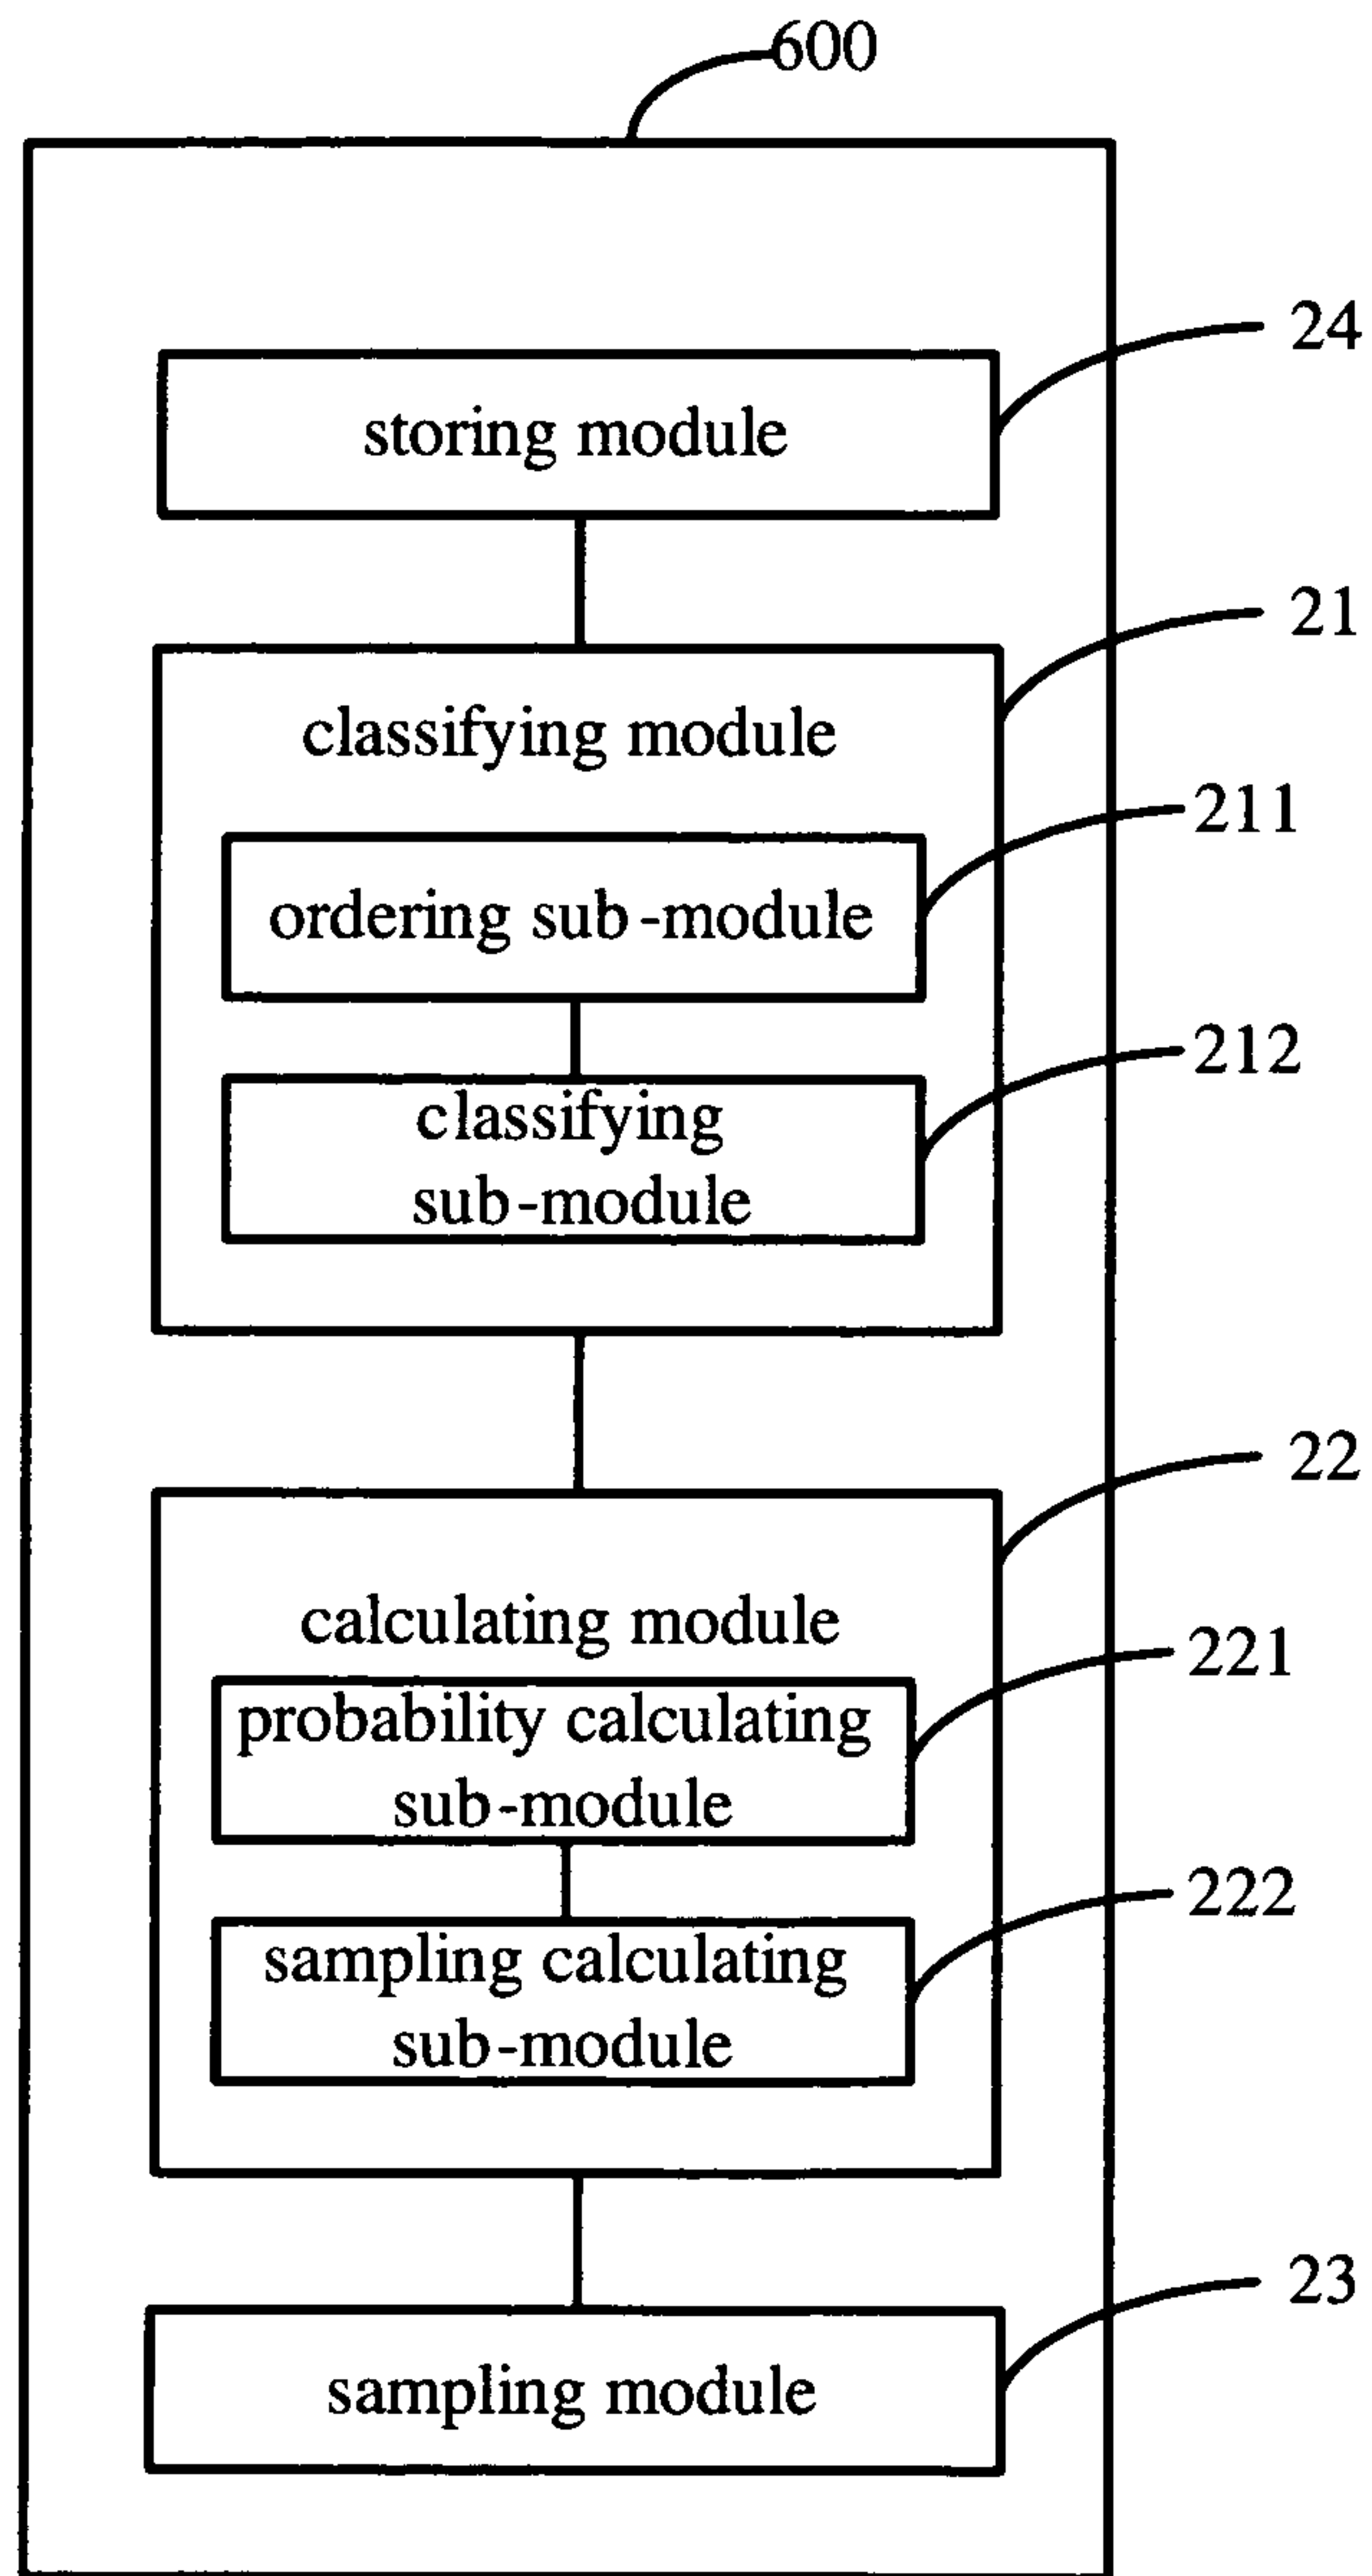 600
24
storing module
21
classifying module
211
ordering sub-module
212
classifying
sub-module
22
calculating module
221
probability calculating
sub-module
222
sampling calculating
sub-module
23
sampling module